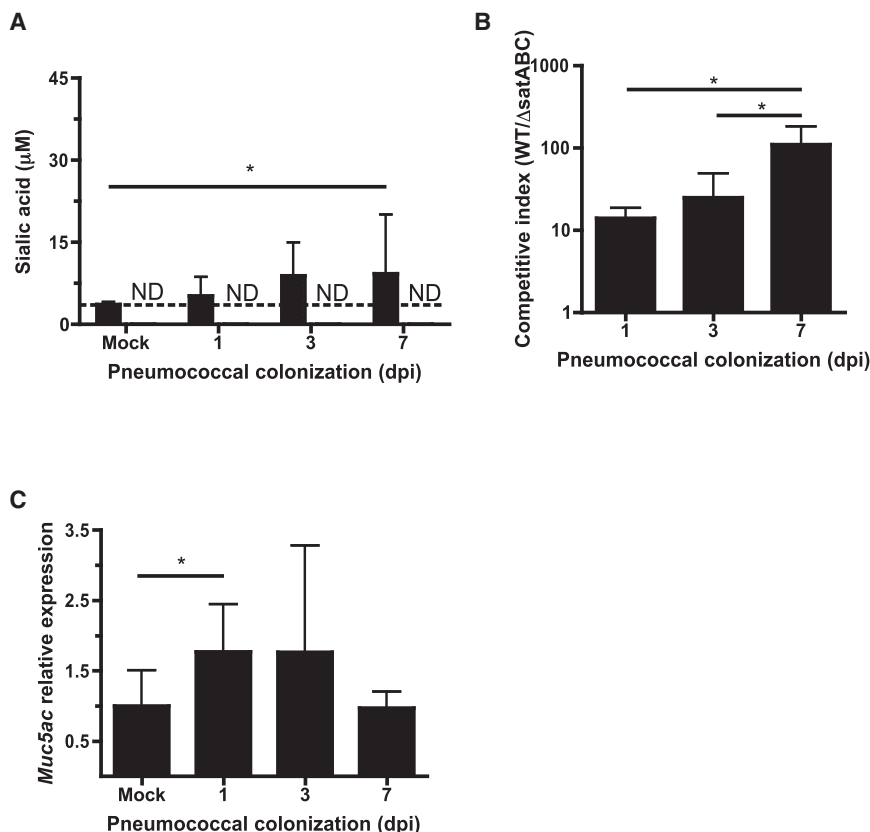 A
Sialic acid (μM)
45
30
15
0
*
ND
ND
ND
ND
Mock
1
3
7
Pneumococcal colonization (dpi)
B
Competitive index (WT/ΔsatABC)
1000
100
10
1
*
*
1
3
7
Pneumococcal colonization (dpi)
C
Muc5ac relative expression
3.5
2.5
1.5
0.5
*
Mock
1
3
7
Pneumococcal colonization (dpi)